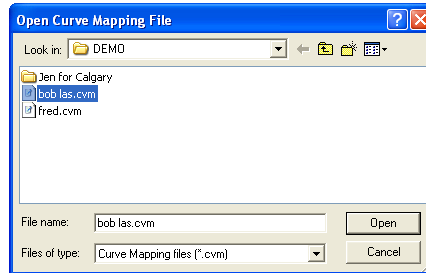 Open Curve Mapping File
Look in: DEMO
Jen for Calgary
bob las.cvm
fred.cvm
File name: bob las.cvm Open
Files of type: Curve Mapping files (*.cvm) Cancel